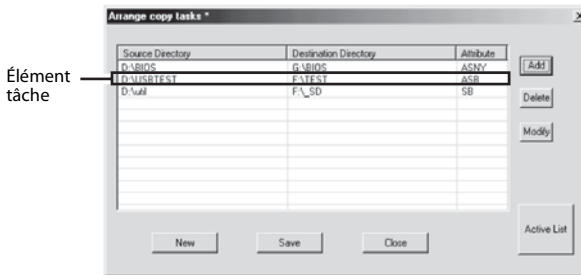 Arrange copy tasks *
Source Directory Destination Directory Attribute
D:\BIOS G:\BIOS ASNY
D:\USBTEST F:\TEST ASB
D:\util F:\_SD SB
Élément
tâche
Add
Delete
Modify
Active List
New Save Close